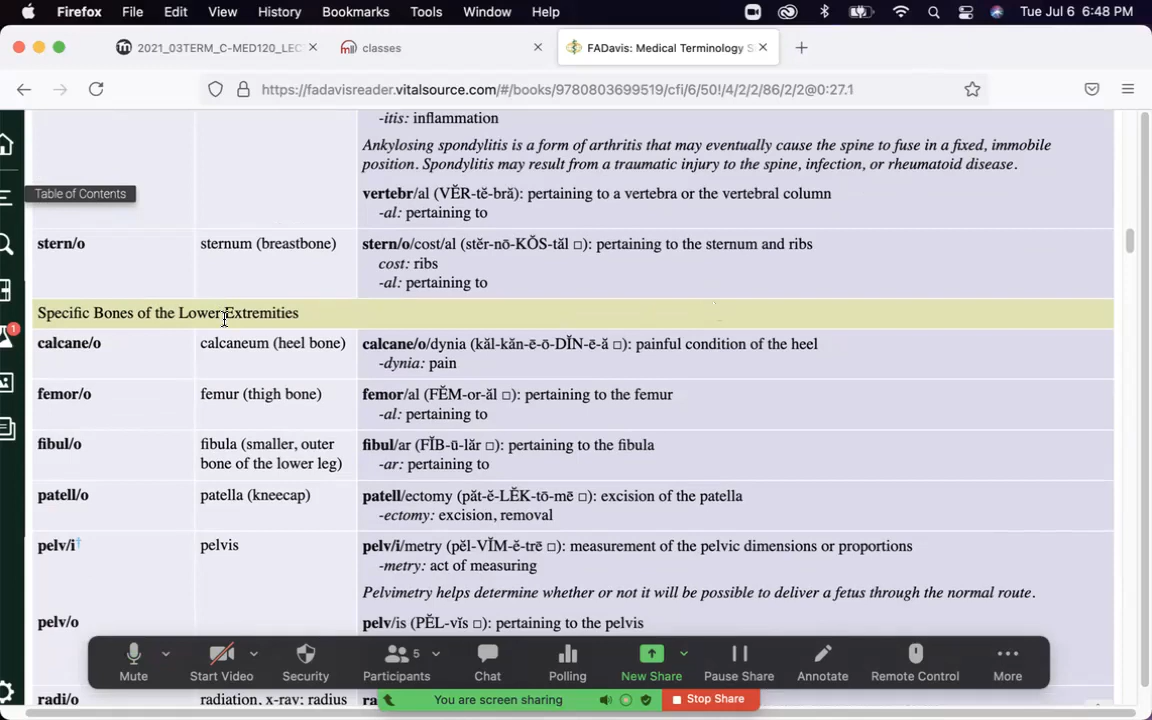 Firefox File Edit View History Bookmarks Tools Window Help Tue Jul 6 6:48 PM
2021_03TERM_C-MED120_LEC classes FADavis: Medical Terminology S
https://fadavisreader.vitalsource.com/#/books/9780803699519/cfi/6/50!/4/2/2/86/2/2@0:27.1
-itis: inflammation
Ankylosing spondylitis is a form of arthritis that may eventually cause the spine to fuse in a fixed, immobile
position. Spondylitis may result from a traumatic injury to the spine, infection, or rheumatoid disease.
Table of Contents
vertebr/al (VĔR-tĕ-bră): pertaining to a vertebra or the vertebral column
-al: pertaining to
stern/o sternum (breastbone) stern/o/cost/al (stĕr-nō-KŎS-tăl □): pertaining to the sternum and ribs
cost: ribs
-al: pertaining to
Specific Bones of the Lower Extremities
calcane/o calcaneum (heel bone) calcane/o/dynia (kăl-kăn-ē-ō-DĬN-ē-ă □): painful condition of the heel
-dynia: pain
femor/o femur (thigh bone) femor/al (FĔM-or-ăl □): pertaining to the femur
-al: pertaining to
fibul/o fibula (smaller, outer fibul/ar (FĬB-ū-lăr □): pertaining to the fibula
bone of the lower leg) -ar: pertaining to
patell/o patella (kneecap) patell/ectomy (păt-ĕ-LĔK-tō-mē □): excision of the patella
-ectomy: excision, removal
pelv/i† pelvis pelv/i/metry (pĕl-VĬM-ĕ-trē □): measurement of the pelvic dimensions or proportions
-metry: act of measuring
Pelvimetry helps determine whether or not it will be possible to deliver a fetus through the normal route.
pelv/o pelv/is (PĔL-vĭs □): pertaining to the pelvis
1
5
Mute Start Video Security Participants Chat Polling New Share Pause Share Annotate Remote Control More
radi/o radiation, x-ray; radius ra
You are screen sharing Stop Share